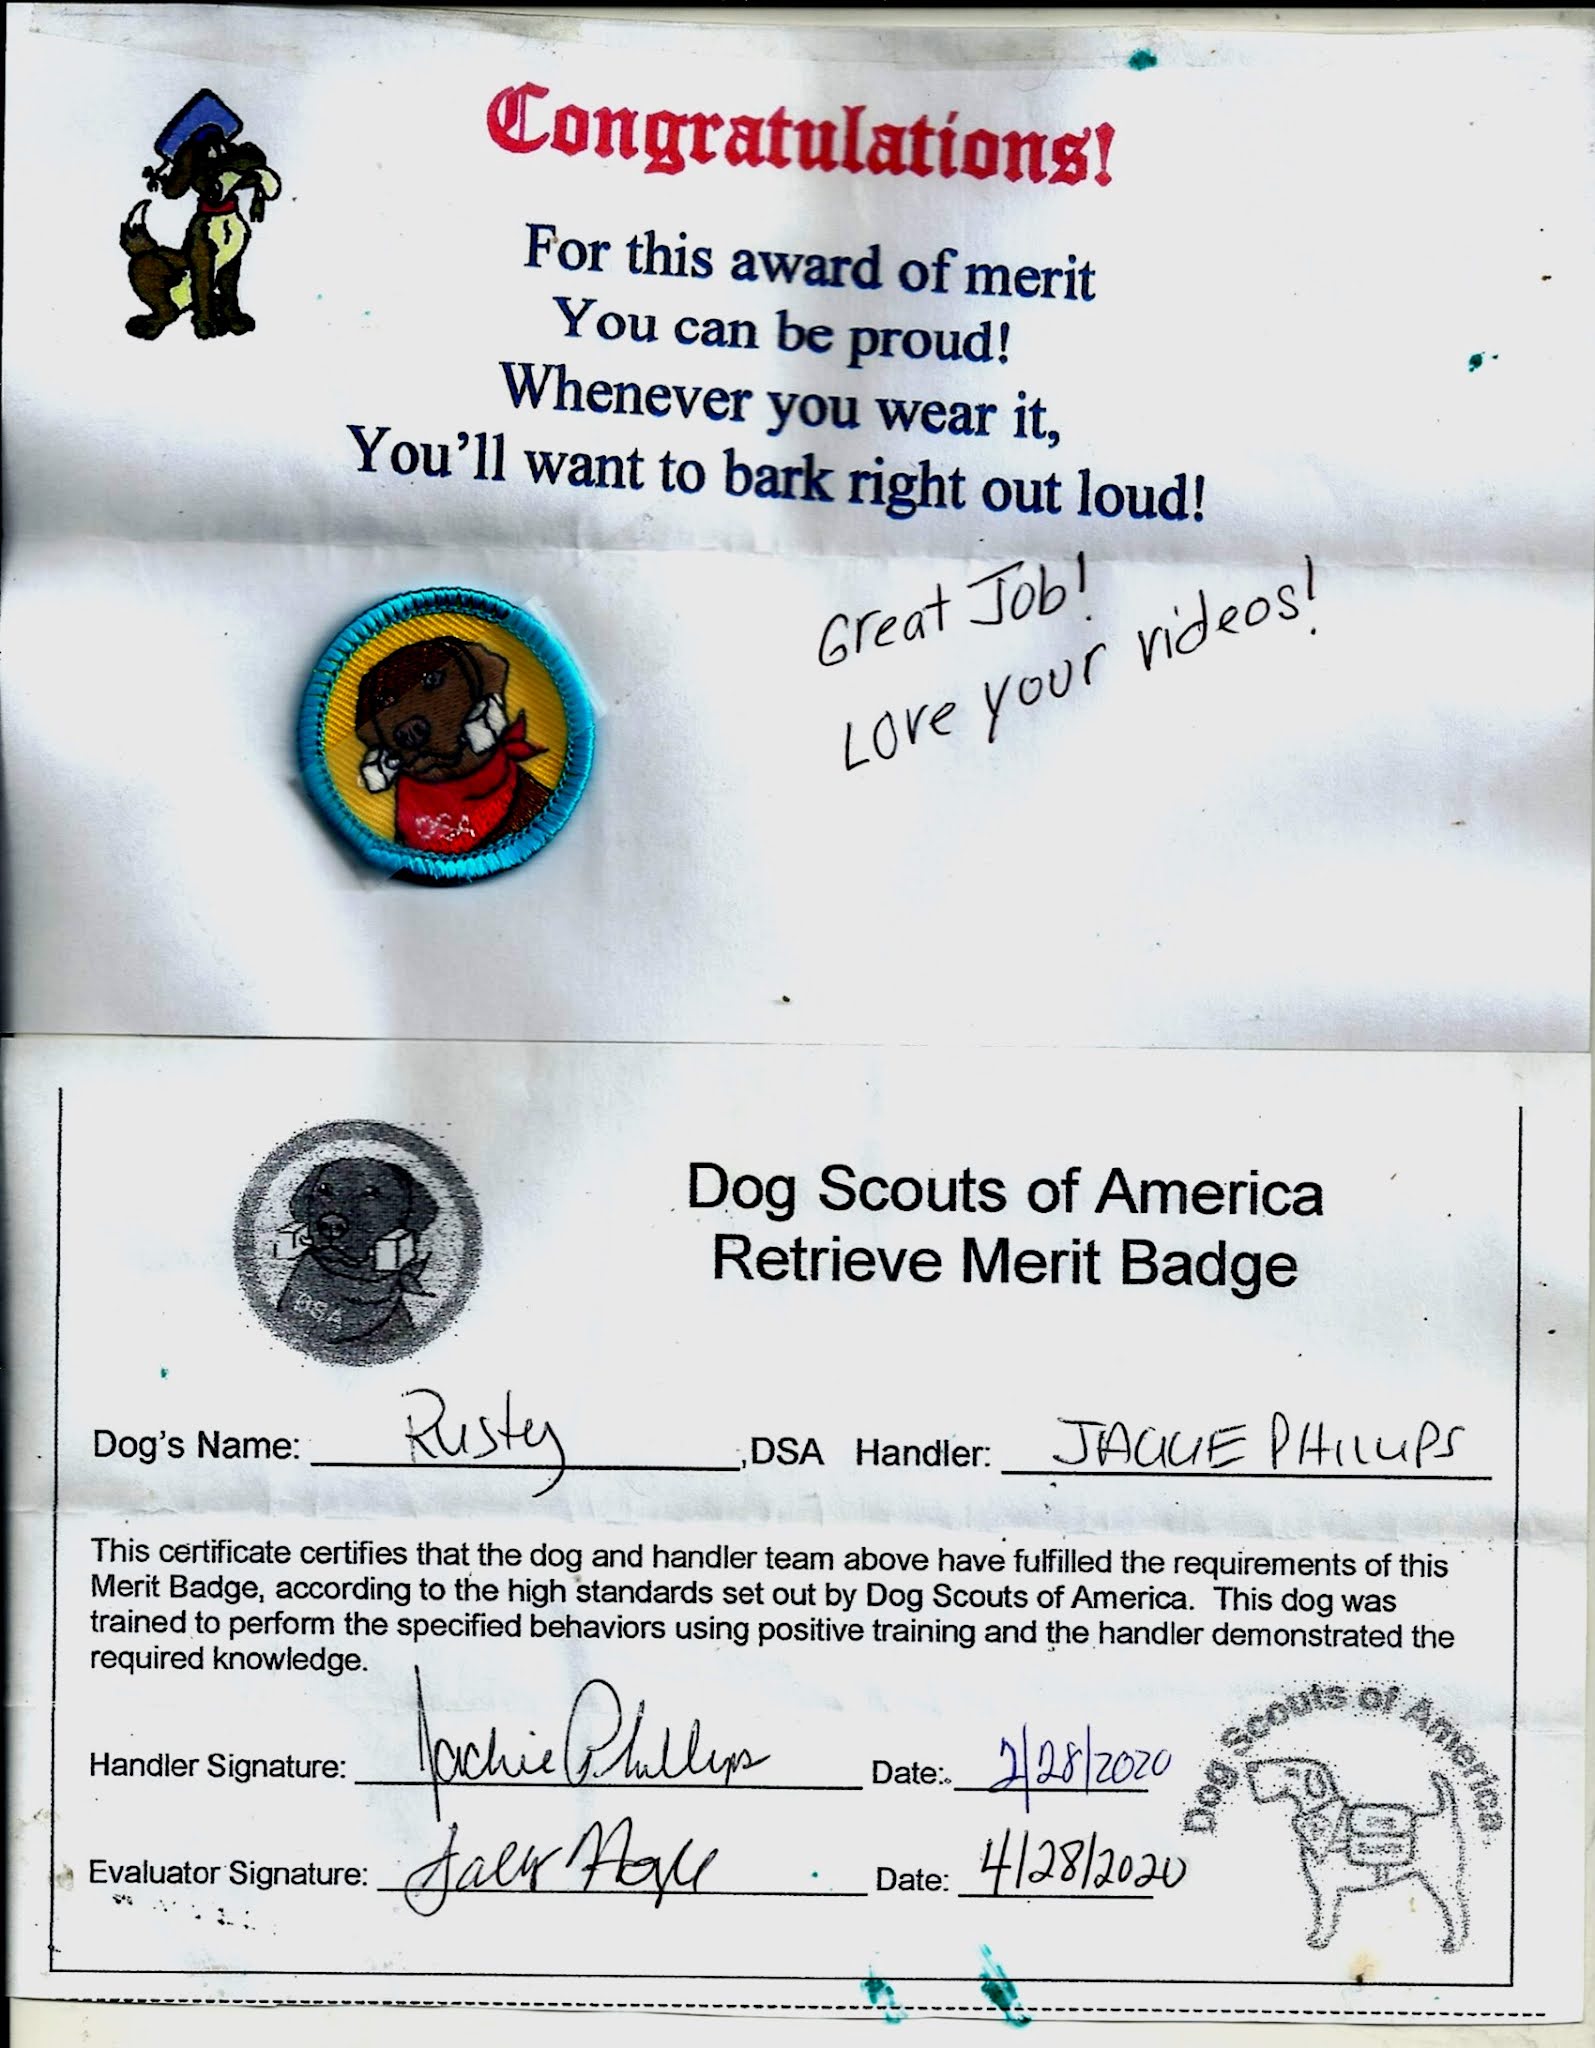 Congratulations!
For this award of merit
You can be proud!
Whenever you wear it,
You'll want to bark right out loud!
Great Job!
Love your videos!
DSA
Dog Scouts of America
Retrieve Merit Badge
DSA
Dog's Name: Rusty ,DSA Handler: JACKIE PHILLIPS
This certificate certifies that the dog and handler team above have fulfilled the requirements of this
Merit Badge, according to the high standards set out by Dog Scouts of America. This dog was
trained to perform the specified behaviors using positive training and the handler demonstrated the
required knowledge.
Dog Scouts of America
Handler Signature: Jackie Phillips Date: 2/28/2020
Evaluator Signature: Date: 4/28/2020